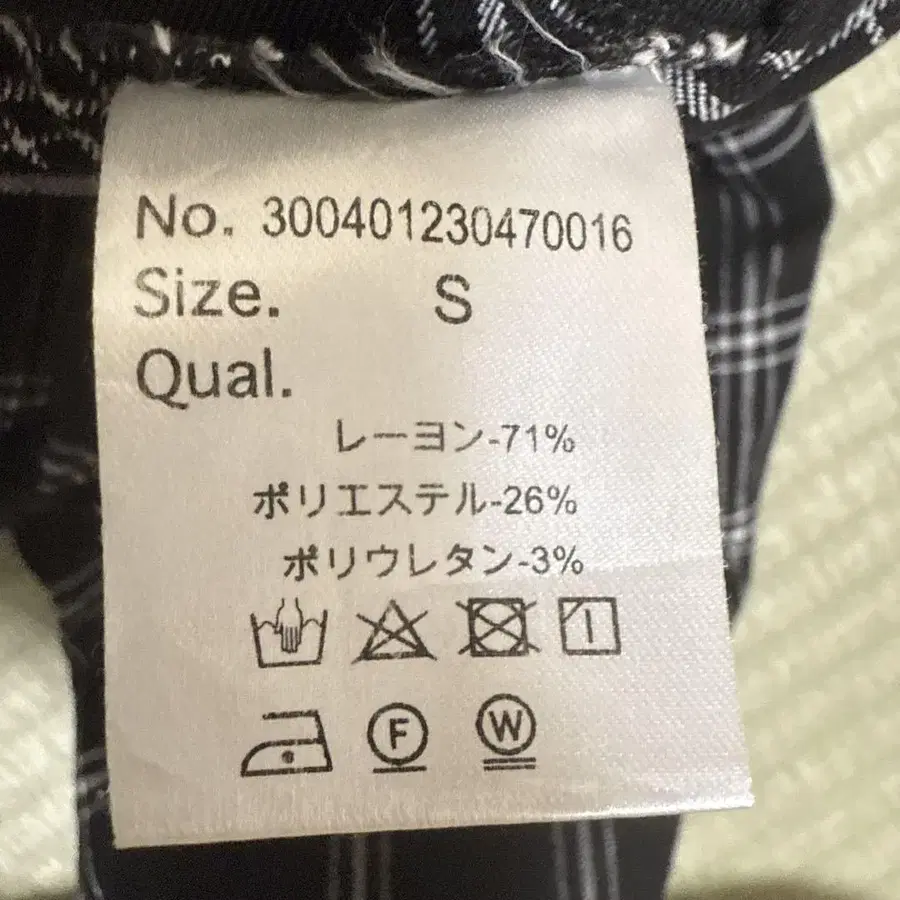 No. 300401230470016
Size. S
Qual.
レーヨン-71%
ポリエステル-26%
ポリウレタン-3%
F W